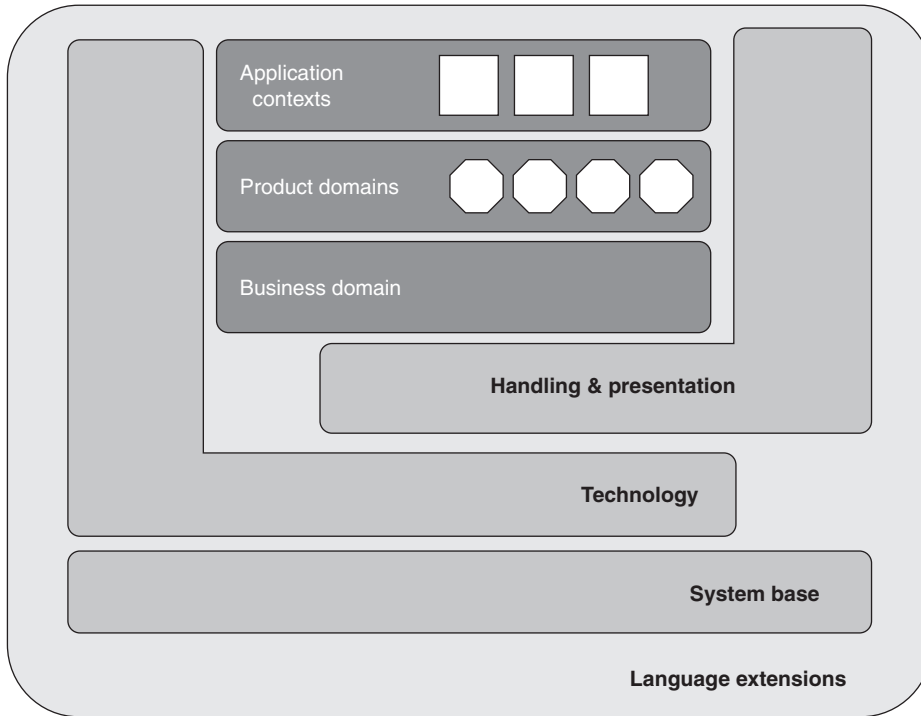 Application
contexts
Product domains
Business domain
Handling & presentation
Technology
System base
Language extensions